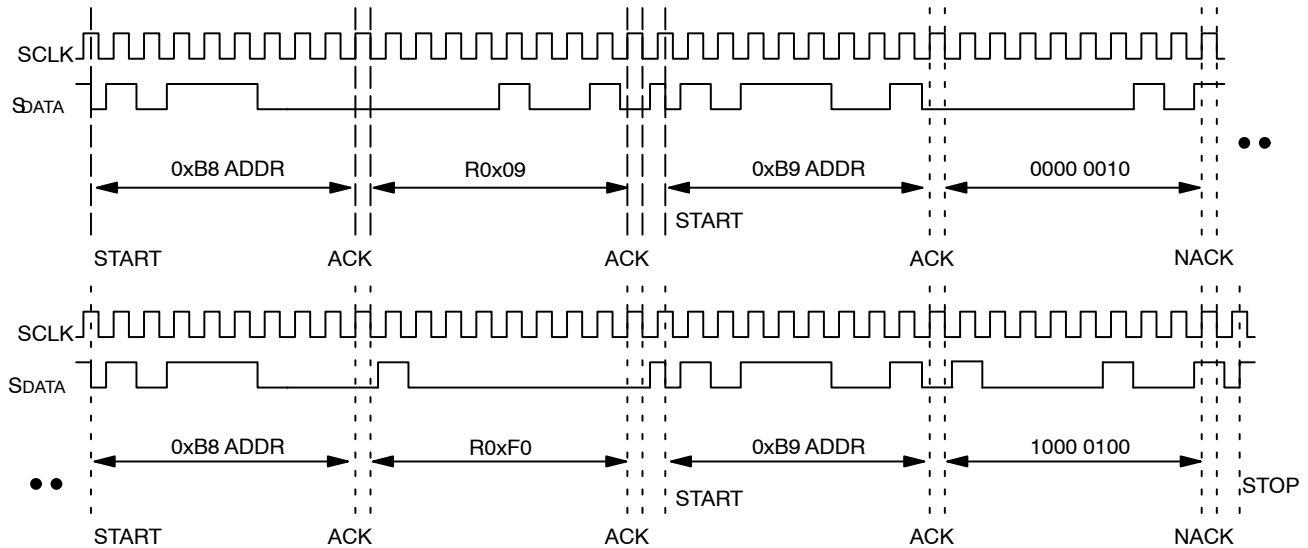 SCLK
SDATA
0xB8 ADDR R0x09 0xB9 ADDR 0000 0010
START
START ACK ACK ACK NACK
SCLK
SDATA
0xB8 ADDR R0xF0 0xB9 ADDR 1000 0100
START STOP
START ACK ACK ACK NACK